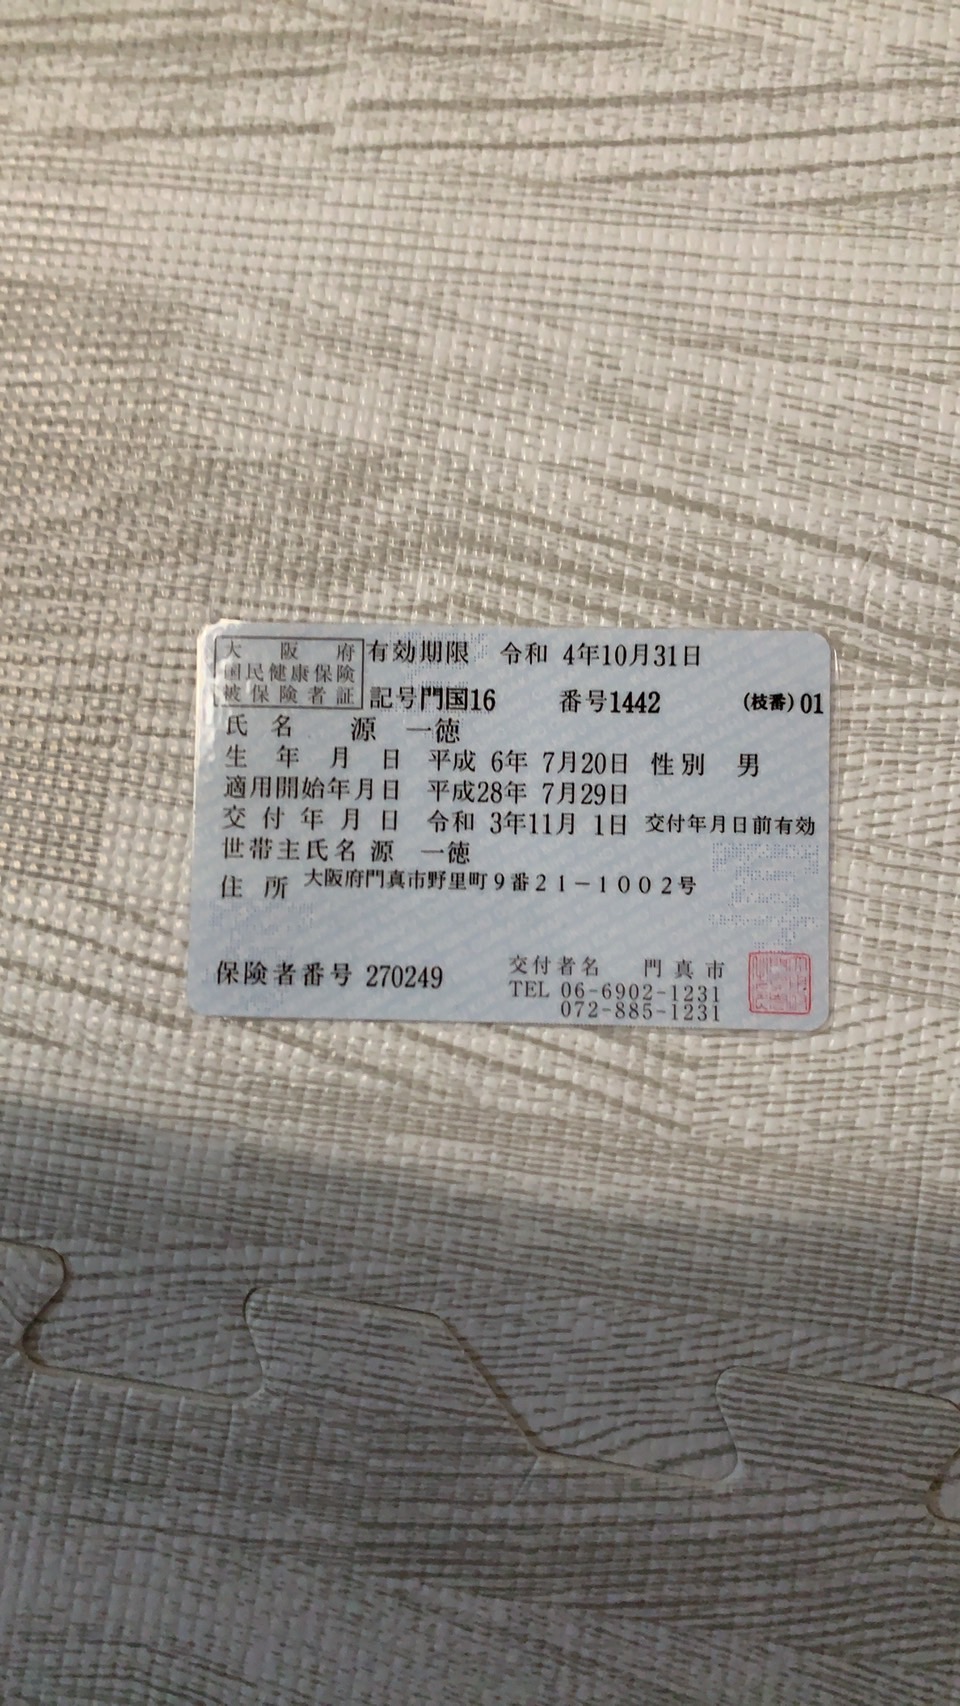 大阪府
国民健康保険
被保険者証
有効期限 令和 4年10月31日
記号門国16 番号1442 (枝番)01
氏名 源 一徳
生年月日 平成 6年 7月20日 性別 男
適用開始年月日 平成28年 7月29日
交付年月日 令和 3年11月 1日 交付年月日前有効
世帯主氏名 源 一徳
住所 大阪府門真市野里町9番21-1002号
保険者番号 270249
交付者名 門真市
TEL 06-6902-1231
072-885-1231